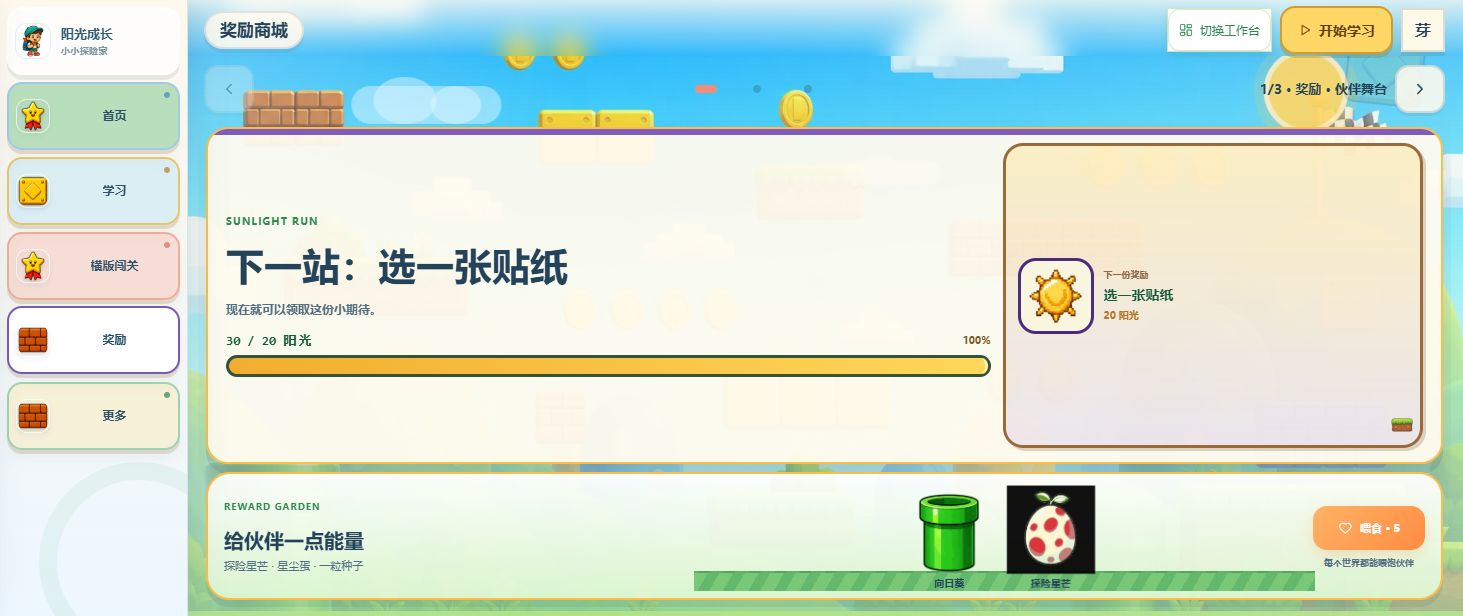 阳光成长
小小探险家
首页
学习
横版闯关
奖励
更多
奖励商城
切换工作台
开始学习
芽
1/3 • 奖励 • 伙伴舞台
SUNLIGHT RUN
下一站：选一张贴纸
现在就可以领取这份小期待。
30 / 20 阳光
100%
下一份奖励
选一张贴纸
20 阳光
REWARD GARDEN
给伙伴一点能量
探险星芒 · 星尘蛋 · 一粒种子
向日葵
探险星芒
喂食 • 5
每个世界都能喂饱伙伴